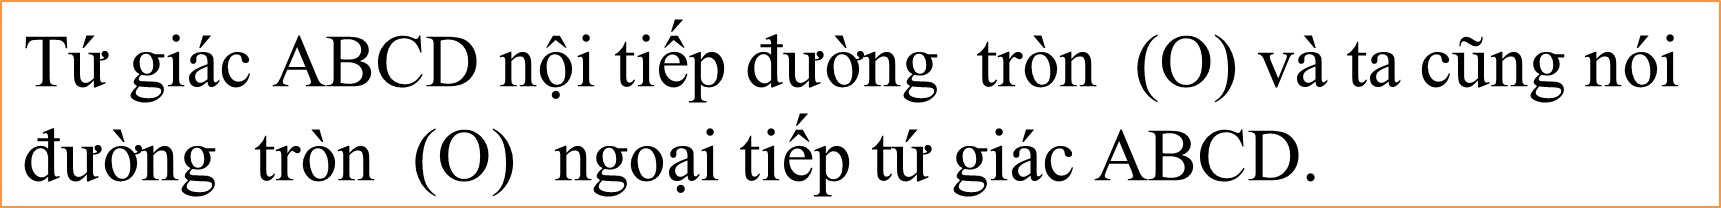 Tứ giác ABCD nội tiếp đường tròn (O) và ta cũng nói
đường tròn (O) ngoại tiếp tứ giác ABCD.